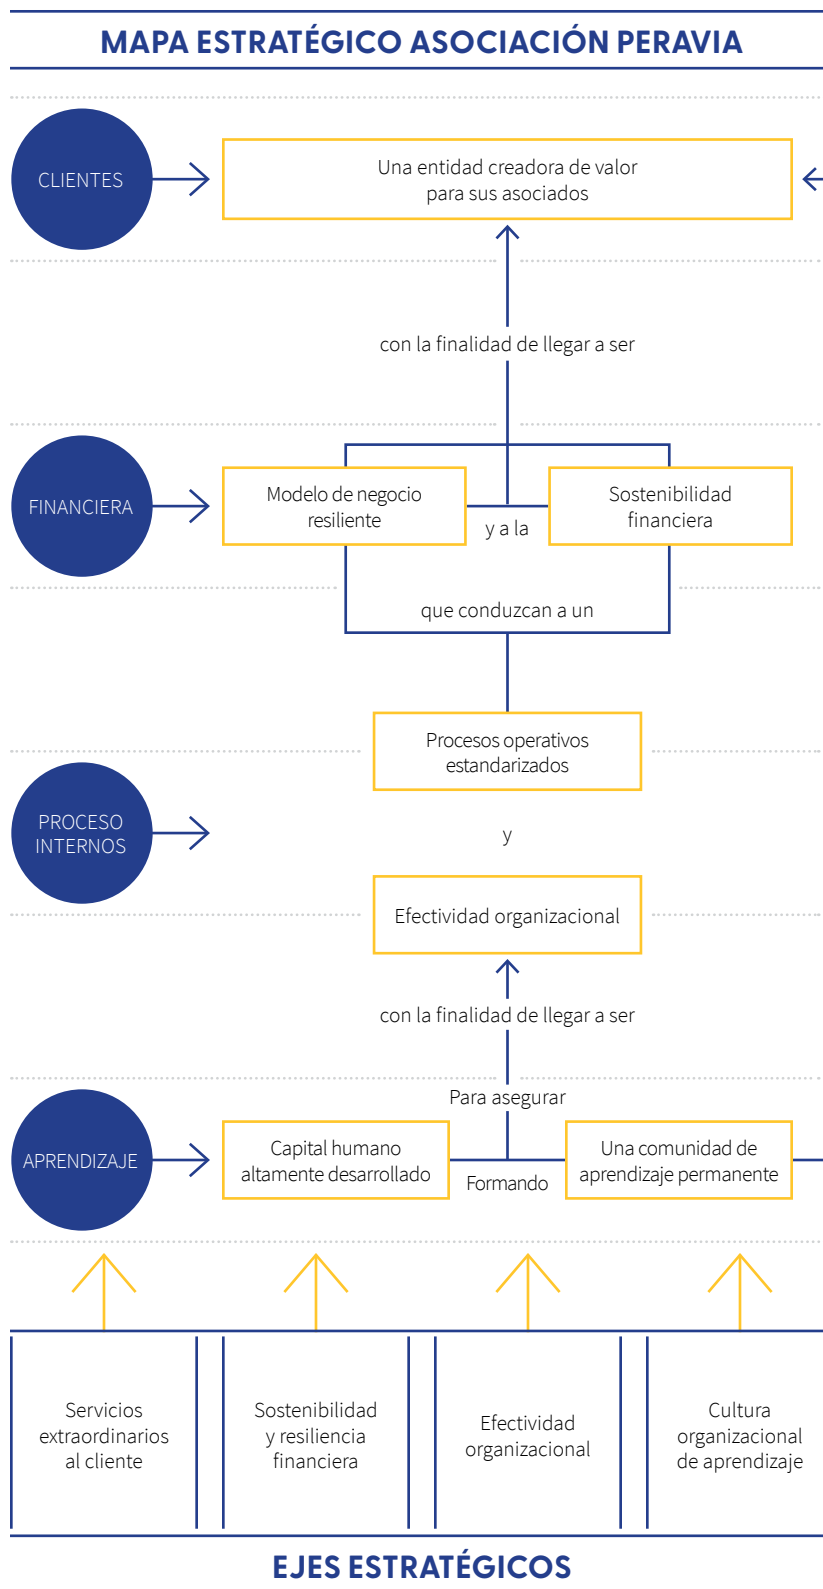 MAPA ESTRATÉGICO ASOCIACIÓN PERAVIA
CLIENTES
Una entidad creadora de valor
para sus asociados
con la finalidad de llegar a ser
FINANCIERA
Modelo de negocio
resiliente
y a la
Sostenibilidad
financiera
que conduzcan a un
Procesos operativos
estandarizados
PROCESO
INTERNOS
y
Efectividad organizacional
con la finalidad de llegar a ser
Para asegurar
APRENDIZAJE
Capital humano
altamente desarrollado
Formando
Una comunidad de
aprendizaje permanente
Servicios
extraordinarios
al cliente
Sostenibilidad
y resiliencia
financiera
Efectividad
organizacional
Cultura
organizacional
de aprendizaje
EJES ESTRATÉGICOS